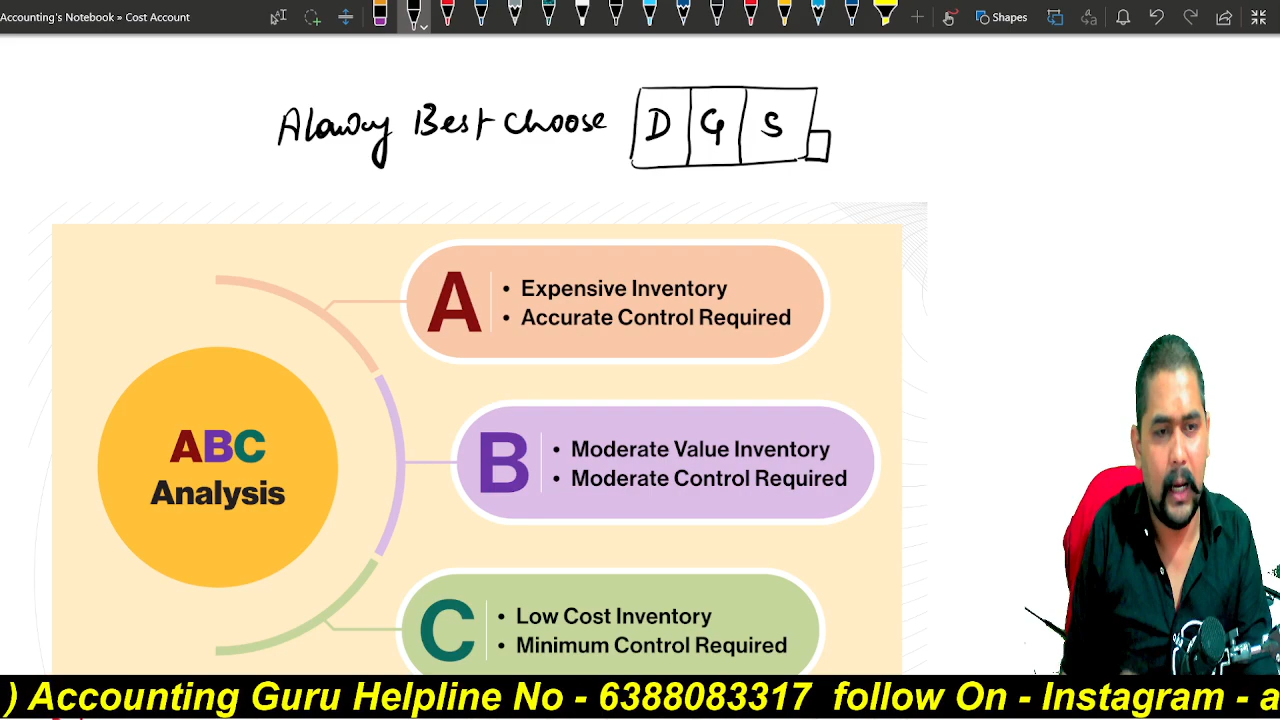 Accounting's Notebook » Cost Account
Shapes
Alaway Best choose D G S
A
• Expensive Inventory
• Accurate Control Required
ABC
Analysis
B
• Moderate Value Inventory
• Moderate Control Required
C
• Low Cost Inventory
• Minimum Control Required
) Accounting Guru Helpline No - 6388083317 follow On - Instagram - a